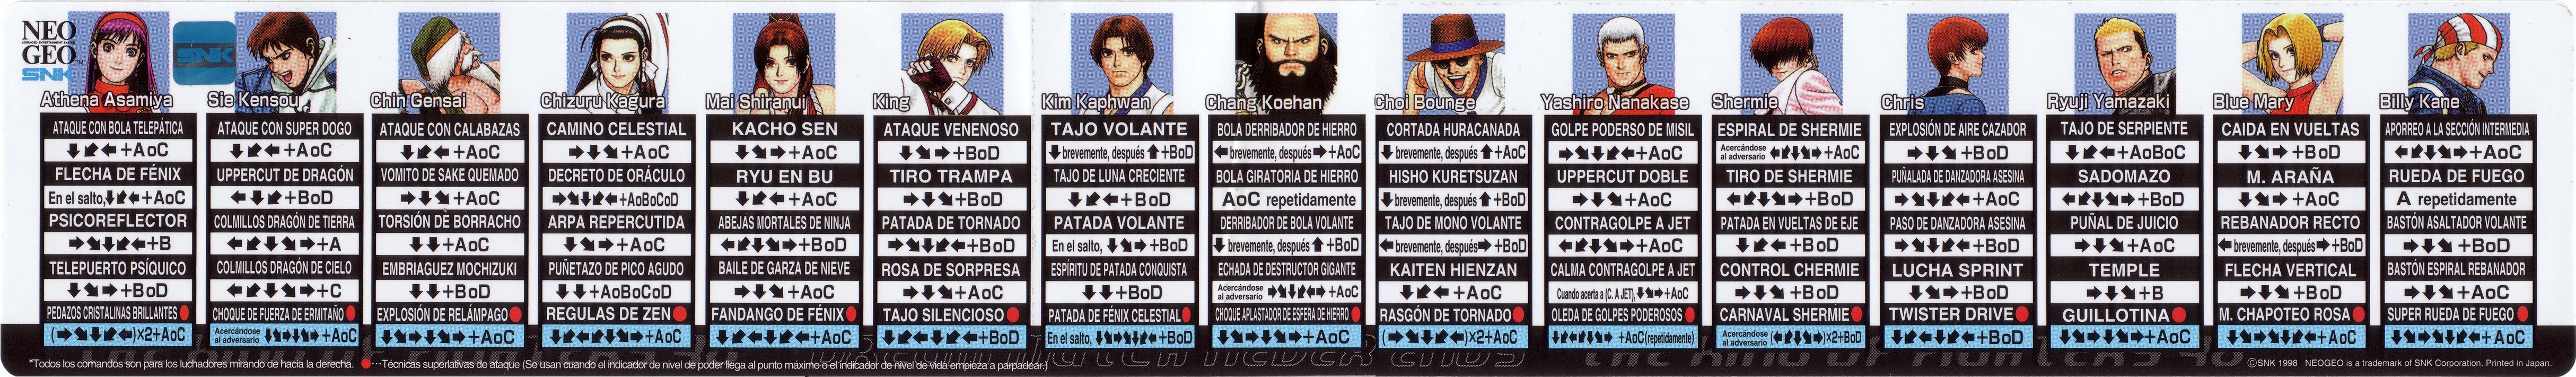 NEO
GEO™
SNK
SNK
Athena Asamiya
ATAQUE CON BOLA TELEPÁTICA
⬇↙⬅+AoC
FLECHA DE FÉNIX
En el salto,⬇↙⬅+AoC
PSICOREFLECTOR
➡↘⬇↙⬅+B
TELEPUERTO PSÍQUICO
⬇↘➡+BoD
PEDAZOS CRISTALINAS BRILLANTES●
(➡↘⬇↙⬅)X2+AoC
Sie Kensou
ATAQUE CON SUPER DOGO
⬇↙⬅+AoC
UPPERCUT DE DRAGÓN
⬅⬇↙+BoD
COLMILLOS DRAGÓN DE TIERRA
⬅↙⬇↘➡+A
COLMILLOS DRAGÓN DE CIELO
⬅↙⬇↘➡+C
CHOQUE DE FUERZA DE ERMITAÑO●
Acercándose al adversario ⬇↘➡⬇↘➡+AoC
Chin Gensai
ATAQUE CON CALABAZAS
⬇↙⬅+AoC
VOMITO DE SAKE QUEMADO
➡⬇↘+AoC
TORSIÓN DE BORRACHO
⬇⬇+AoC
EMBRIAGUEZ MOCHIZUKI
⬇⬇+BoD
EXPLOSIÓN DE RELÁMPAGO●
⬇↘➡⬇↘➡+AoC
Chizuru Kagura
CAMINO CELESTIAL
➡⬇↘+AoC
DECRETO DE ORÁCULO
➡↘⬇↙⬅+AoBoCoD
ARPA REPERCUTIDA
⬇↘➡+AoC
PUÑETAZO DE PICO AGUDO
⬇⬇+AoBoCoD
REGULAS DE ZEN●
⬇↙⬅↙⬇↘➡+AoC
Mai Shiranui
KACHO SEN
⬇↘➡+AoC
RYU EN BU
⬇↙⬅+AoC
ABEJAS MORTALES DE NINJA
⬅↙⬇↘➡+BoD
BAILE DE GARZA DE NIEVE
➡⬇↘+AoC
FANDANGO DE FÉNIX●
⬇↙⬅↙⬇↘➡+AoC
King
ATAQUE VENENOSO
⬇↘➡+BoD
TIRO TRAMPA
➡⬇↘+BoD
PATADA DE TORNADO
➡↘⬇↙⬅+BoD
ROSA DE SORPRESA
➡⬇↘+AoC
TAJO SILENCIOSO●
⬇↙⬅↙⬇↘➡+BoD
Kim Kaphwan
TAJO VOLANTE
⬇brevemente, después⬆+BoD
TAJO DE LUNA CRECIENTE
⬇↙⬅+BoD
PATADA VOLANTE
En el salto, ⬇↘➡+BoD
ESPÍRITU DE PATADA CONQUISTA
⬇⬇+BoD
PATADA DE FÉNIX CELESTIAL●
En el salto, ⬇↘➡⬇↘➡+BoD
Chang Koehan
BOLA DERRIBADOR DE HIERRO
⬅brevemente, después➡+AoC
BOLA GIRATORIA DE HIERRO
AoC repetidamente
DERRIBADOR DE BOLA VOLANTE
⬇brevemente, después⬆+BoD
ECHADA DE DESTRUCTOR GIGANTE
Acercándose al adversario ➡↘⬇↙⬅➡+AoC
CHOQUE APLASTADOR DE ESFERA DE HIERRO●
⬇↘➡⬇↘➡+AoC
Choi Bounge
CORTADA HURACANADA
⬇brevemente, después⬆+AoC
HISHO KURETSUZAN
⬇brevemente, después⬆+BoD
TAJO DE MONO VOLANTE
⬅brevemente, después➡+BoD
KAITEN HIENZAN
⬇↙⬅+AoC
RASGÓN DE TORNADO●
(➡↘⬇↙⬅)X2+AoC
Yashiro Nanakase
GOLPE PODERSO DE MISIL
➡↘⬇↙⬅+AoC
UPPERCUT DOBLE
➡⬇↘+AoC
CONTRAGOLPE A JET
⬅↙⬇↘➡+AoC
CALMA CONTRAGOLPE A JET
Cuando acerta a (C. A JET),⬇↘➡+AoC
OLEDA DE GOLPES PODEROSOS●
⬇↙⬅↙⬇↘➡+AoC(repetidamente)
Shermie
ESPIRAL DE SHERMIE
Acercándose al adversario ⬅↙⬇↘➡+AoC
TIRO DE SHERMIE
⬅↙⬇↘➡+BoD
PATADA EN VUELTAS DE EJE
⬇↙⬅+BoD
CONTROL CHERMIE
➡⬇↘+BoD
CARNAVAL SHERMIE●
Acercándose al adversario (⬅↙⬇↘➡)X2+BoD
Chris
EXPLOSIÓN DE AIRE CAZADOR
➡⬇↘+BoD
PUÑALADA DE DANZADORA ASESINA
➡⬇↘+AoC
PASO DE DANZADORA ASESINA
➡↘⬇↙⬅+BoD
LUCHA SPRINT
➡⬇↘+BoD
TWISTER DRIVE●
⬇↙⬅↙⬇↘➡+BoD
Ryuji Yamazaki
TAJO DE SERPIENTE
⬇↙⬅+AoBoC
SADOMAZO
⬅↙⬇↘➡+BoD
PUÑAL DE JUICIO
➡⬇↘+AoC
TEMPLE
➡⬇↘+B
GUILLOTINA●
⬇↘➡⬇↘➡+AoC
Blue Mary
CAIDA EN VUELTAS
⬇↘➡+BoD
M. ARAÑA
⬇↘➡+AoC
REBANADOR RECTO
⬅brevemente, después➡+BoD
FLECHA VERTICAL
➡⬇↘+BoD
M. CHAPOTEO ROSA●
⬇↘➡↘⬇↙⬅+AoC
Billy Kane
APORREO A LA SECCIÓN INTERMEDIA
⬅↙⬇↘➡+AoC
RUEDA DE FUEGO
A repetidamente
BASTÓN ASALTADOR VOLANTE
➡⬇↘+BoD
BASTÓN ESPIRAL REBANADOR
➡⬇↘+AoC
SUPER RUEDA DE FUEGO●
⬇↘➡↘⬇↙⬅+AoC
*Todos los comandos son para los luchadores mirando de hacia la derecha. ●···Técnicas superlativas de ataque (Se usan cuando el indicador de nivel de poder llega al punto máximo o el indicador de nivel de vida empieza a parpadear.)
©SNK 1998 NEOGEO is a trademark of SNK Corporation. Printed in Japan.